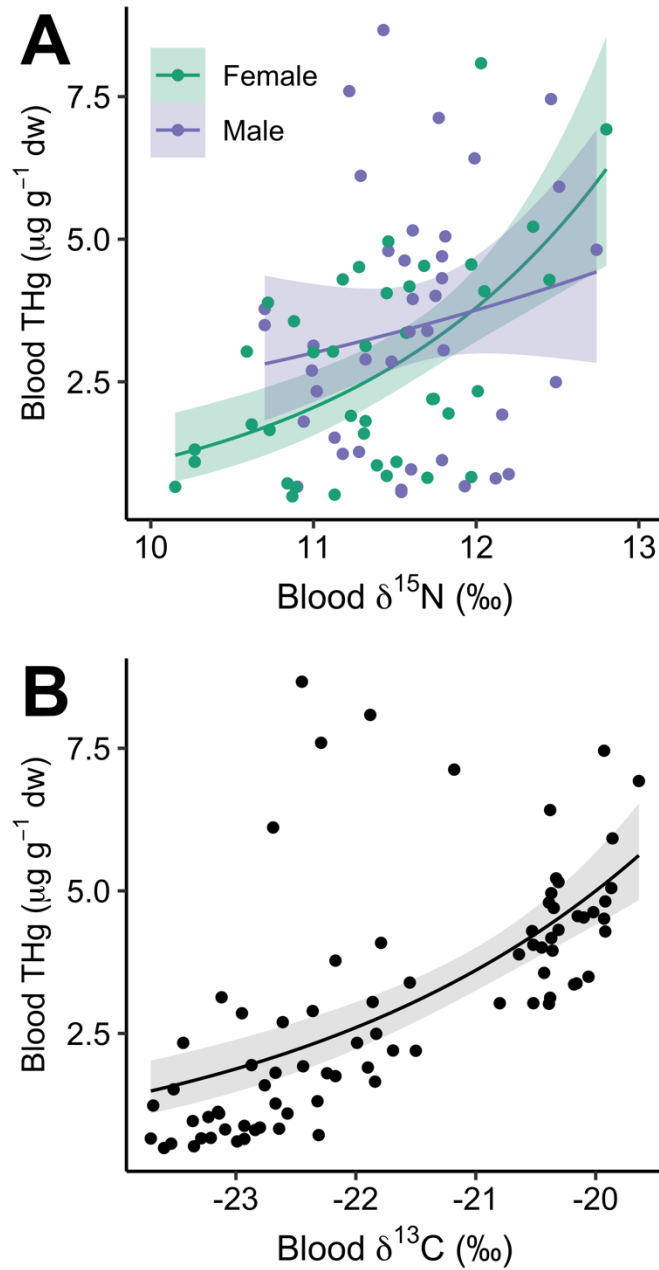 A
Female
Male
7.5
5.0
2.5
Blood THg (μg g⁻¹ dw)
10 11 12 13
Blood δ¹⁵N (‰)
B
7.5
5.0
2.5
Blood THg (μg g⁻¹ dw)
-23 -22 -21 -20
Blood δ¹³C (‰)